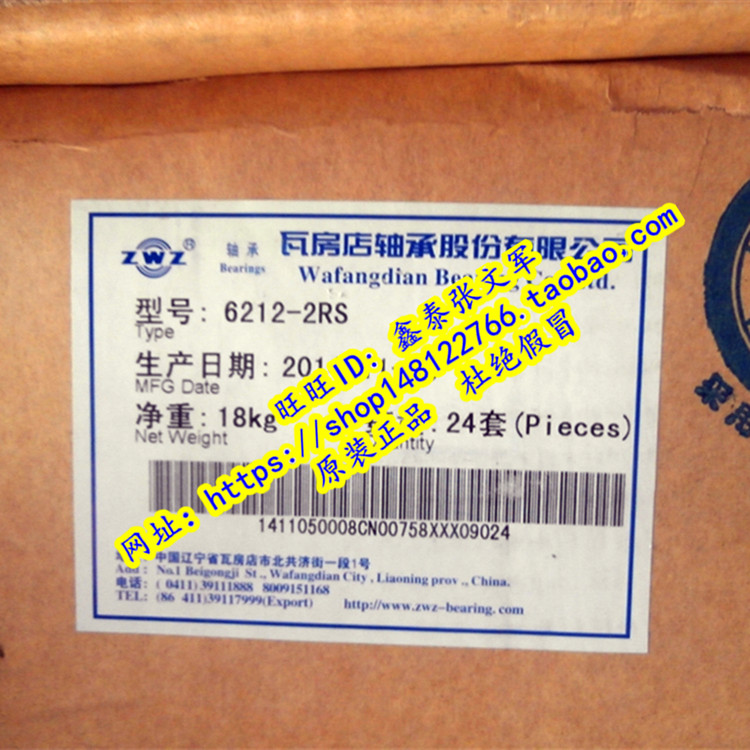 ZWZ ® 轴承 瓦房店轴承股份有限公司
Bearings Wafangdian Co., Ltd.
型号: 6212-2RS
Type
生产日期: 201
MFG Date
净重: 18kg 24套(Pieces)
Net Weight
旺旺ID: 鑫泰张文军
网址: https://shop148122766.taobao.com
原装正品 杜绝假冒
1411050008CN00758XXX09024
中国辽宁省瓦房店市北共济街一段1号
Add : No.1 Beigongji St ., Wafangdian City , Liaoning prov ., China.
电话: ( 0411)39111888 8009151168
TEL: (86 411)39117999(Export) http://www.zwz-bearing.com